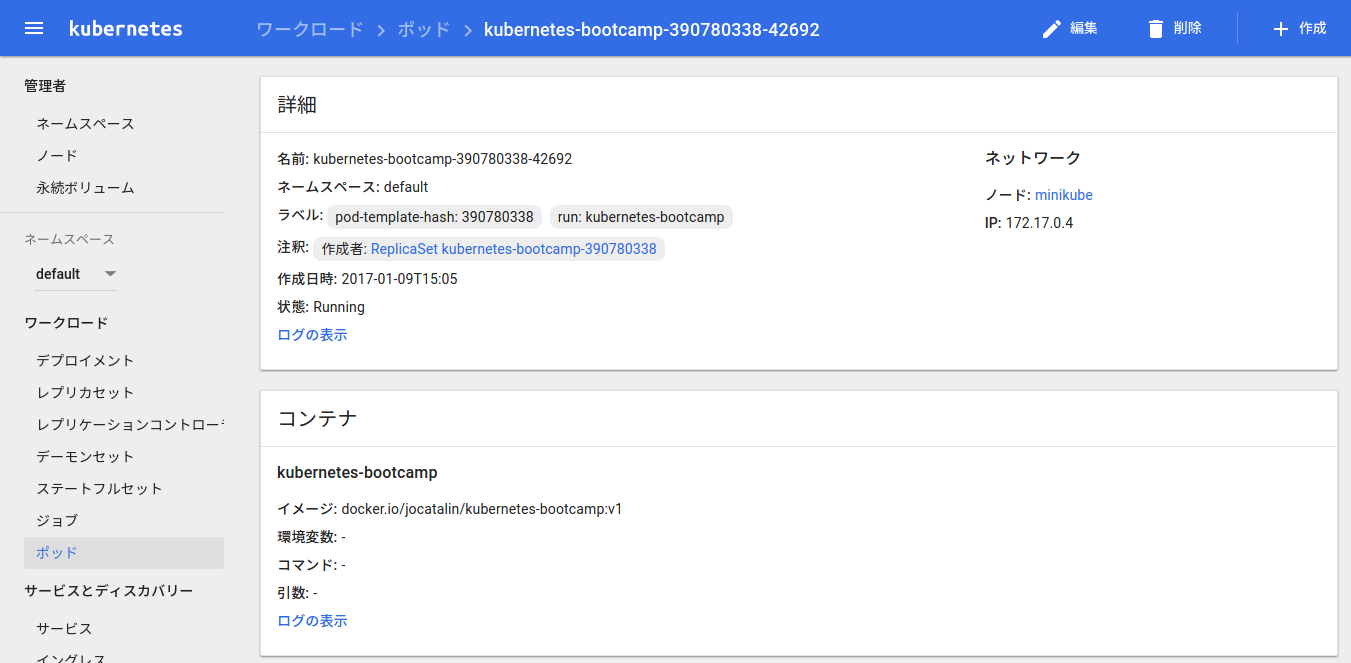 kubernetes ワークロード > ポッド > kubernetes-bootcamp-390780338-42692 編集 削除 + 作成
管理者
ネームスペース
ノード
永続ボリューム
ネームスペース
default
ワークロード
デプロイメント
レプリカセット
レプリケーションコントロー
デーモンセット
ステートフルセット
ジョブ
ポッド
サービスとディスカバリー
サービス
イングレス
詳細
名前: kubernetes-bootcamp-390780338-42692
ネームスペース: default
ラベル: pod-template-hash: 390780338 run: kubernetes-bootcamp
注釈: 作成者: ReplicaSet kubernetes-bootcamp-390780338
作成日時: 2017-01-09T15:05
状態: Running
ログの表示
ネットワーク
ノード: minikube
IP: 172.17.0.4
コンテナ
kubernetes-bootcamp
イメージ: docker.io/jocatalin/kubernetes-bootcamp:v1
環境変数: -
コマンド: -
引数: -
ログの表示